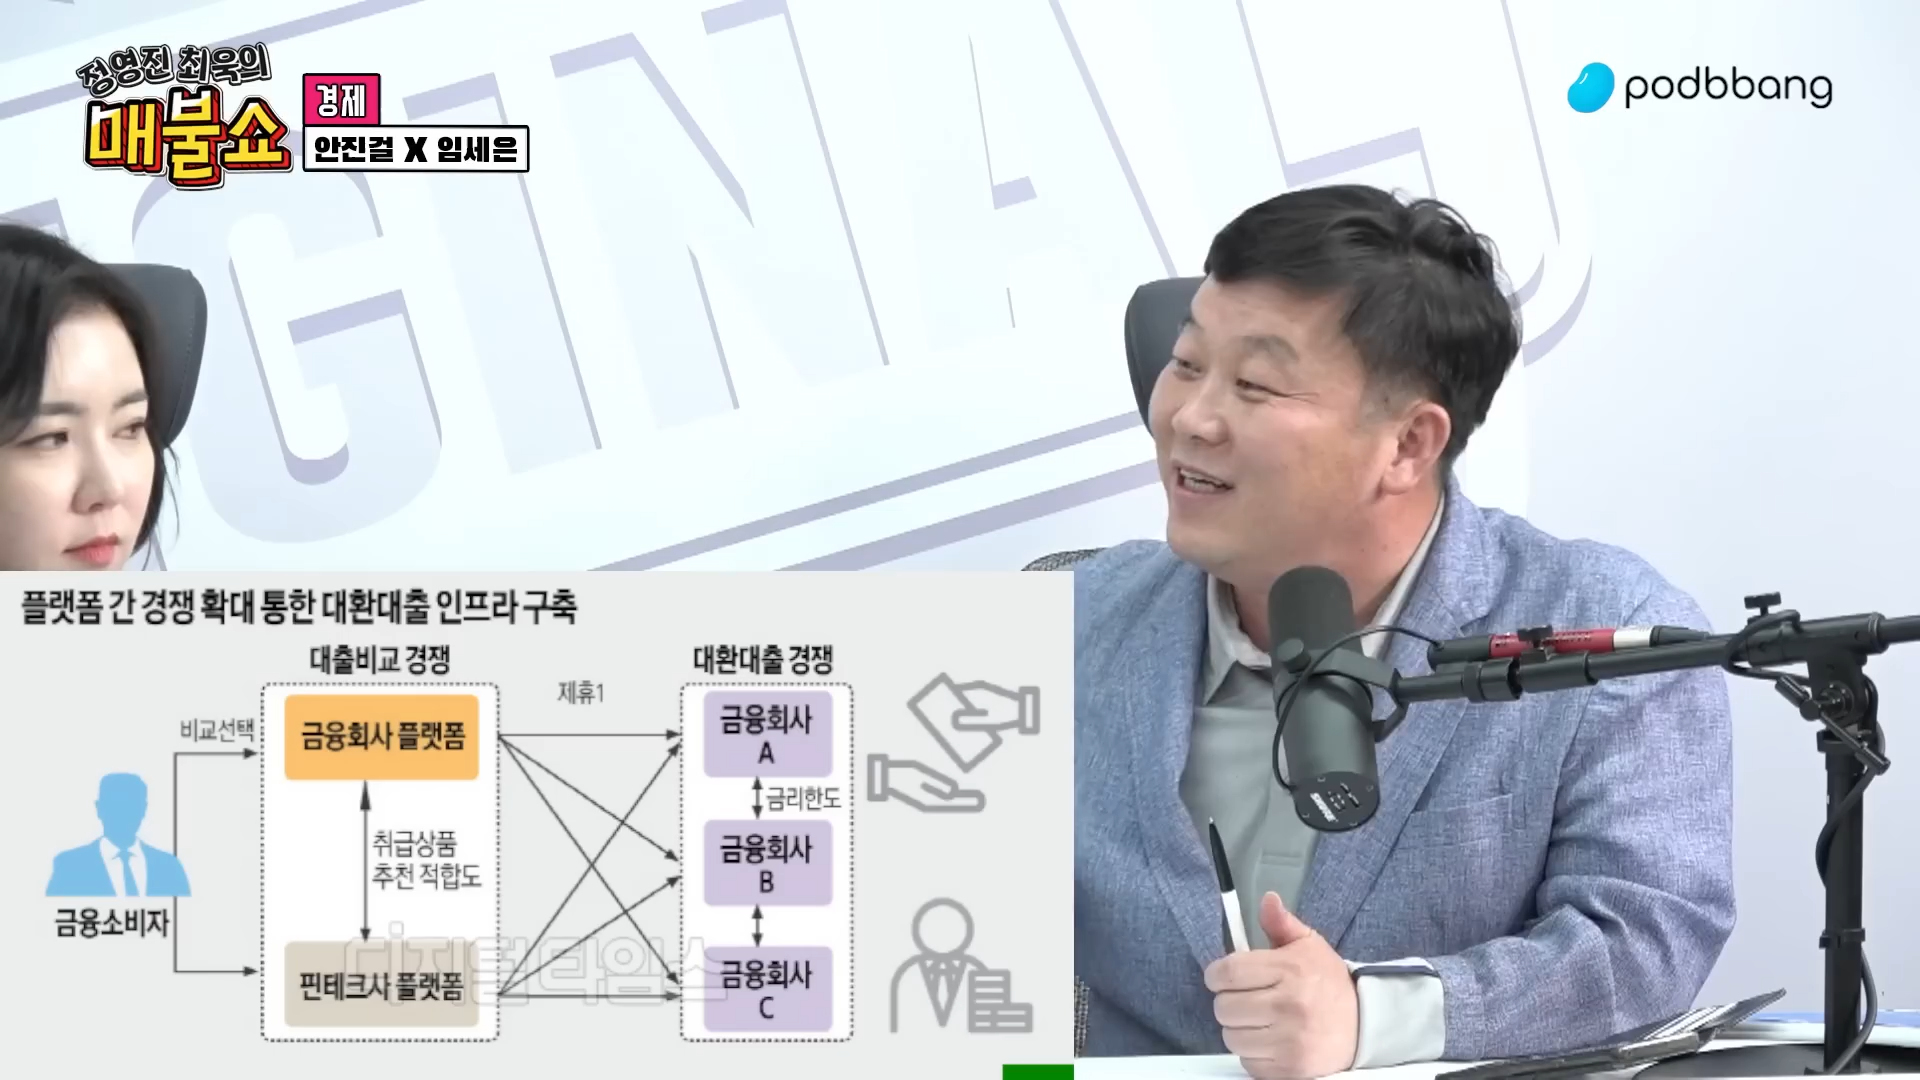 정영진 최욱의
매불쇼
경제
안진걸 X 임세은
podbbang
GINAL
플랫폼 간 경쟁 확대 통한 대환대출 인프라 구축
대출비교 경쟁
대환대출 경쟁
제휴1
비교선택
금융회사 플랫폼
금융회사
A
금리한도
취급상품
추천 적합도
금융회사
B
금융소비자
디지털타임스
핀테크사 플랫폼
금융회사
C
SHURE